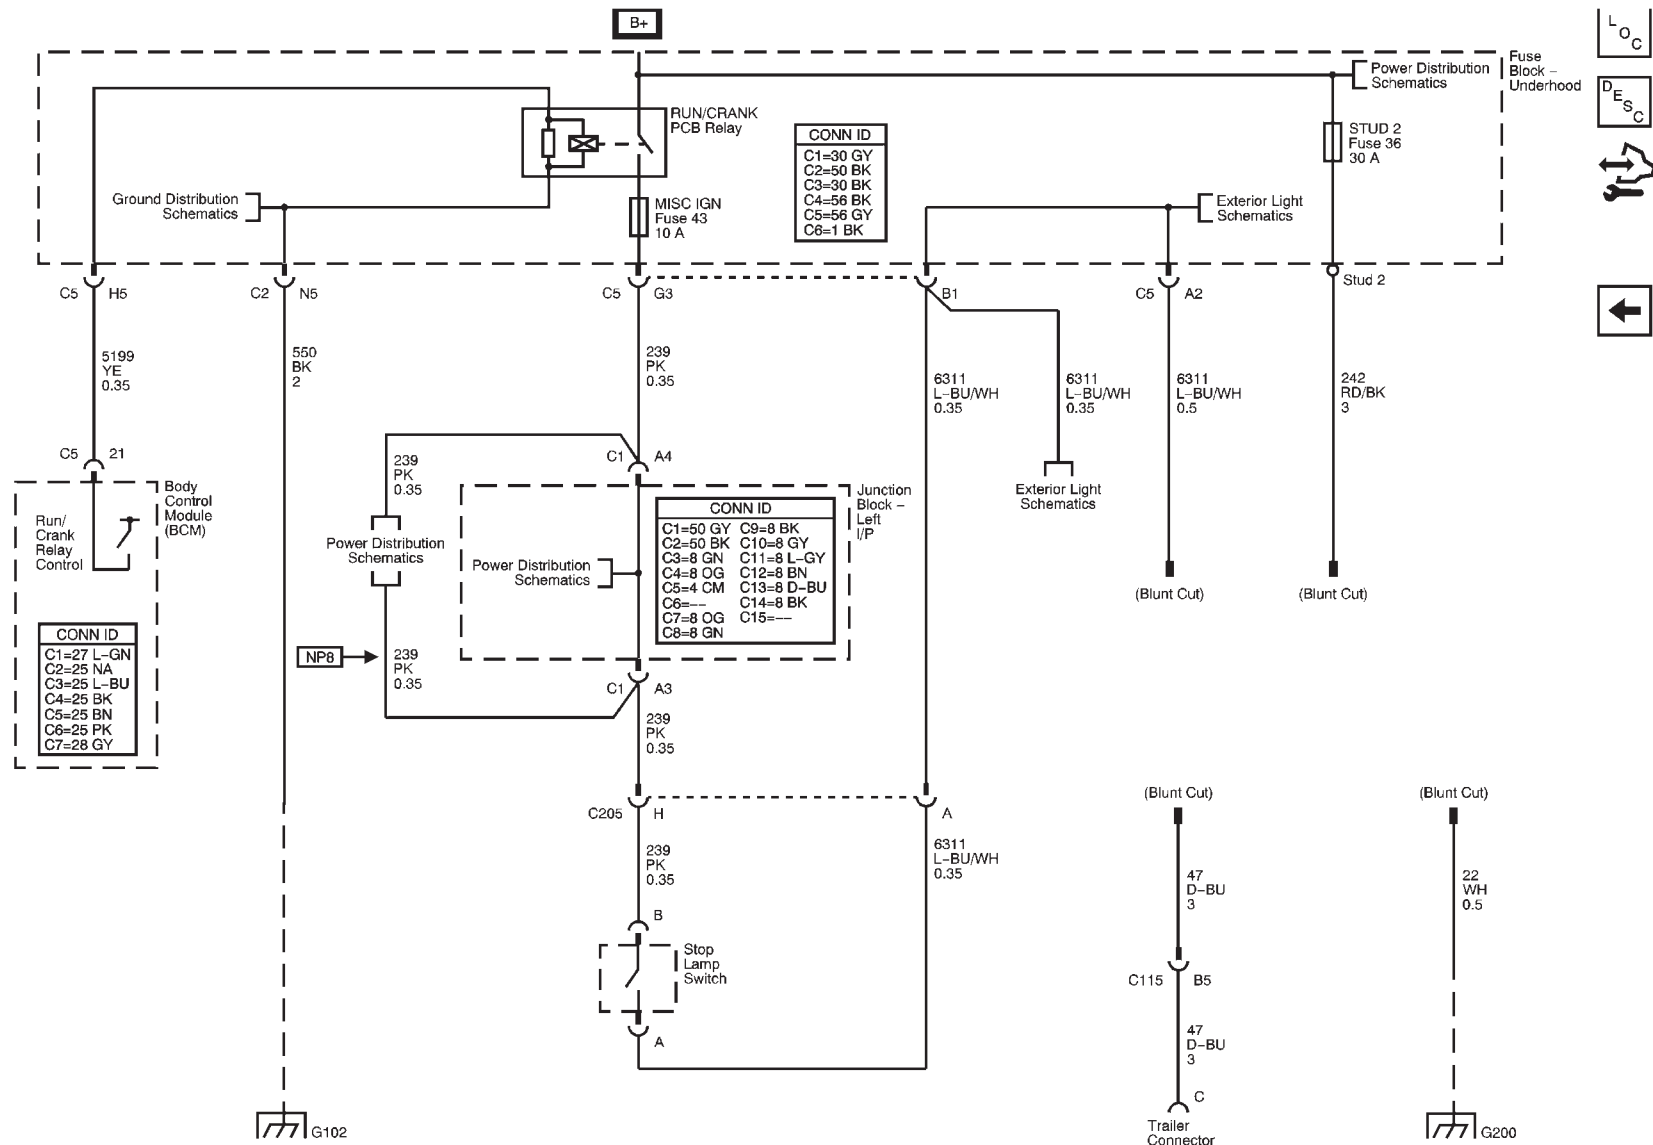 B+
L
O
C
Fuse
Block –
Underhood
Power Distribution
Schematics
D
E
S
C
RUN/CRANK
PCB Relay
CONN ID
C1=30 GY
C2=50 BK
C3=30 BK
C4=56 BK
C5=56 GY
C6=1 BK
STUD 2
Fuse 36
30 A
Ground Distribution
Schematics
MISC IGN
Fuse 43
10 A
Exterior Light
Schematics
C5 H5
C2 N5
C5 G3
B1
C5 A2
Stud 2
5199
YE
0.35
550
BK
2
239
PK
0.35
6311
L–BU/WH
0.35
6311
L–BU/WH
0.35
6311
L–BU/WH
0.5
242
RD/BK
3
C5 21
239
PK
0.35
C1 A4
Exterior Light
Schematics
Body
Control
Module
(BCM)
Run/
Crank
Relay
Control
Power Distribution
Schematics
Power Distribution
Schematics
CONN ID
C1=50 GY C9=8 BK
C2=50 BK C10=8 GY
C3=8 GN C11=8 L–GY
C4=8 OG C12=8 BN
C5=4 CM C13=8 D–BU
C6=–– C14=8 BK
C7=8 OG C15=––
C8=8 GN
Junction
Block –
Left
I/P
(Blunt Cut)
(Blunt Cut)
CONN ID
C1=27 L–GN
C2=25 NA
C3=25 L–BU
C4=25 BK
C5=25 BN
C6=25 PK
C7=28 GY
NP8
239
PK
0.35
C1 A3
239
PK
0.35
(Blunt Cut)
(Blunt Cut)
C205 H
A
239
PK
0.35
6311
L–BU/WH
0.35
47
D–BU
3
22
WH
0.5
B
Stop
Lamp
Switch
A
C115 B5
47
D–BU
3
C
Trailer
Connector
G102
G200